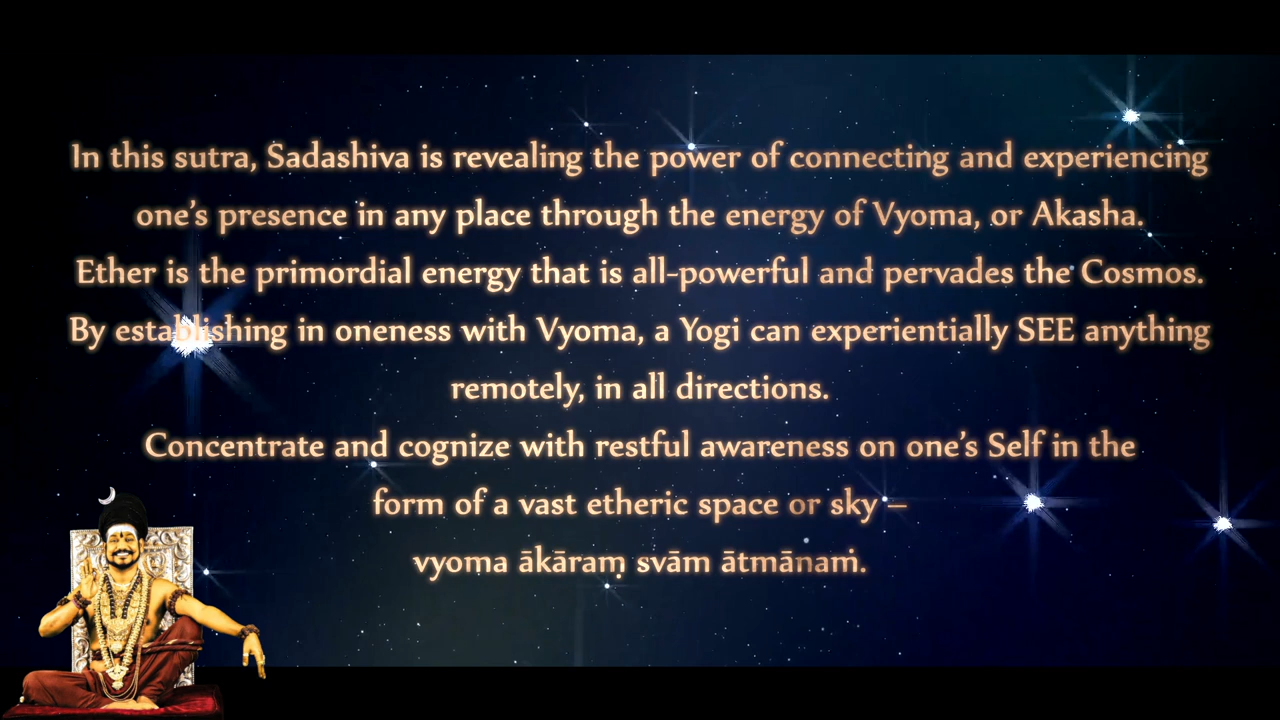 In this sutra, Sadashiva is revealing the power of connecting and experiencing
one’s presence in any place through the energy of Vyoma, or Akasha.
Ether is the primordial energy that is all-powerful and pervades the Cosmos.
By establishing in oneness with Vyoma, a Yogi can experientially SEE anything
remotely, in all directions.
Concentrate and cognize with restful awareness on one’s Self in the
form of a vast etheric space or sky –
vyoma ākāraṃ svām ātmānaṁ.